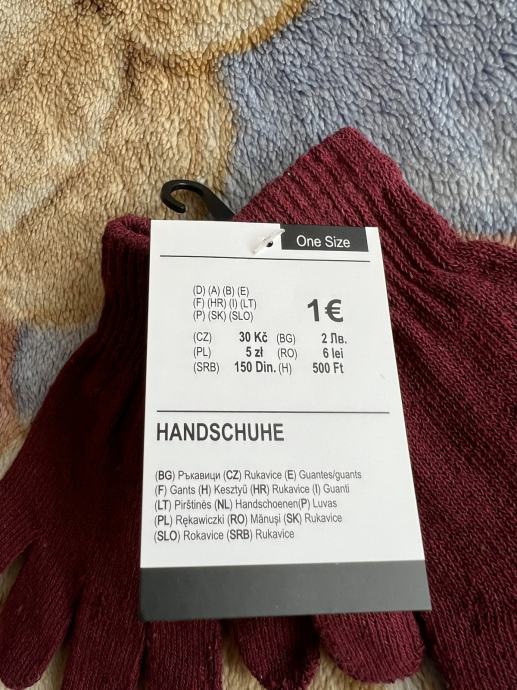 One Size
(D) (A) (B) (E)
(F) (HR) (I) (LT)
(P) (SK) (SLO)
1€
(CZ) 30 Kč (BG) 2 Лв.
(PL) 5 zł (RO) 6 lei
(SRB) 150 Din. (H) 500 Ft
HANDSCHUHE
(BG) Ръкавици (CZ) Rukavice (E) Guantes/guants
(F) Gants (H) Kesztyű (HR) Rukavice (I) Guanti
(LT) Pirštinės (NL) Handschoenen(P) Luvas
(PL) Rękawiczki (RO) Mănuși (SK) Rukavice
(SLO) Rokavice (SRB) Rukavice